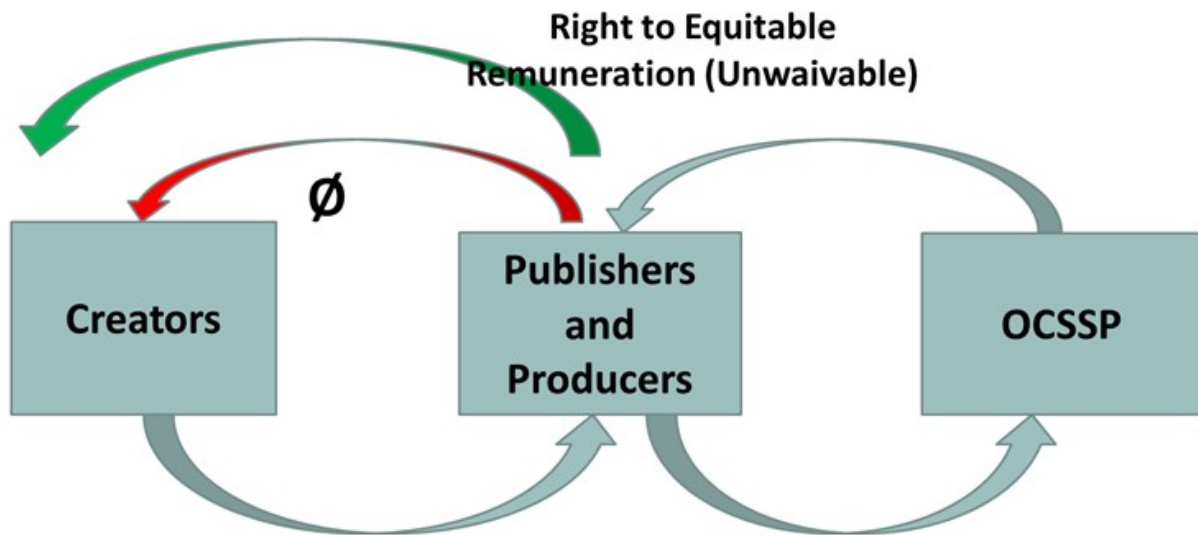 Right to Equitable
Remuneration (Unwaivable)
Ø
Creators
Publishers
and
Producers
OCSSP